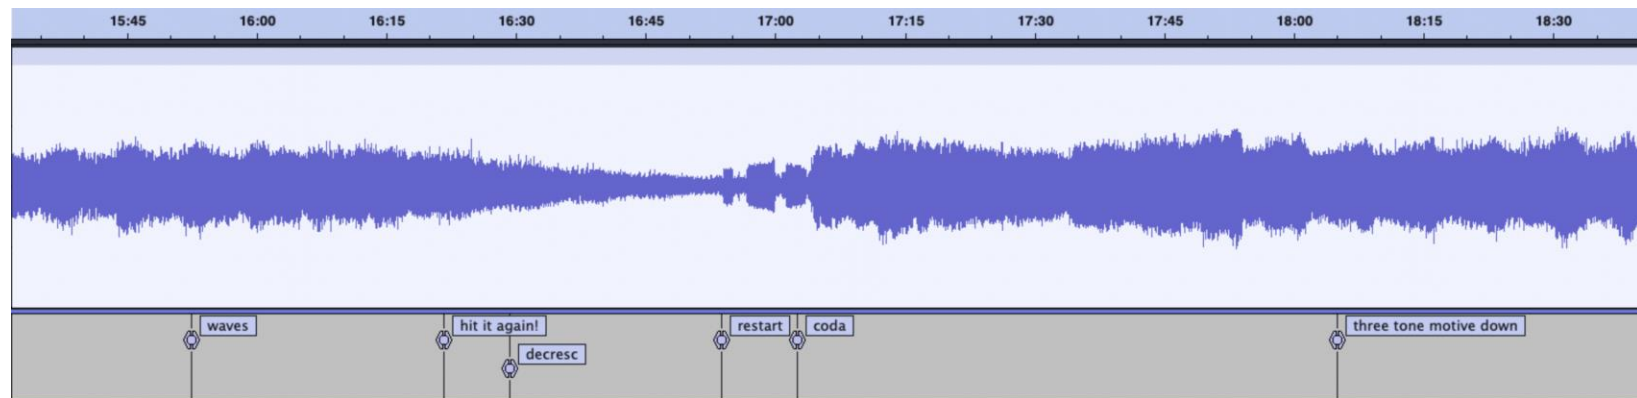 15:45 16:00 16:15 16:30 16:45 17:00 17:15 17:30 17:45 18:00 18:15 18:30
waves hit it again! restart coda three tone motive down
decresc